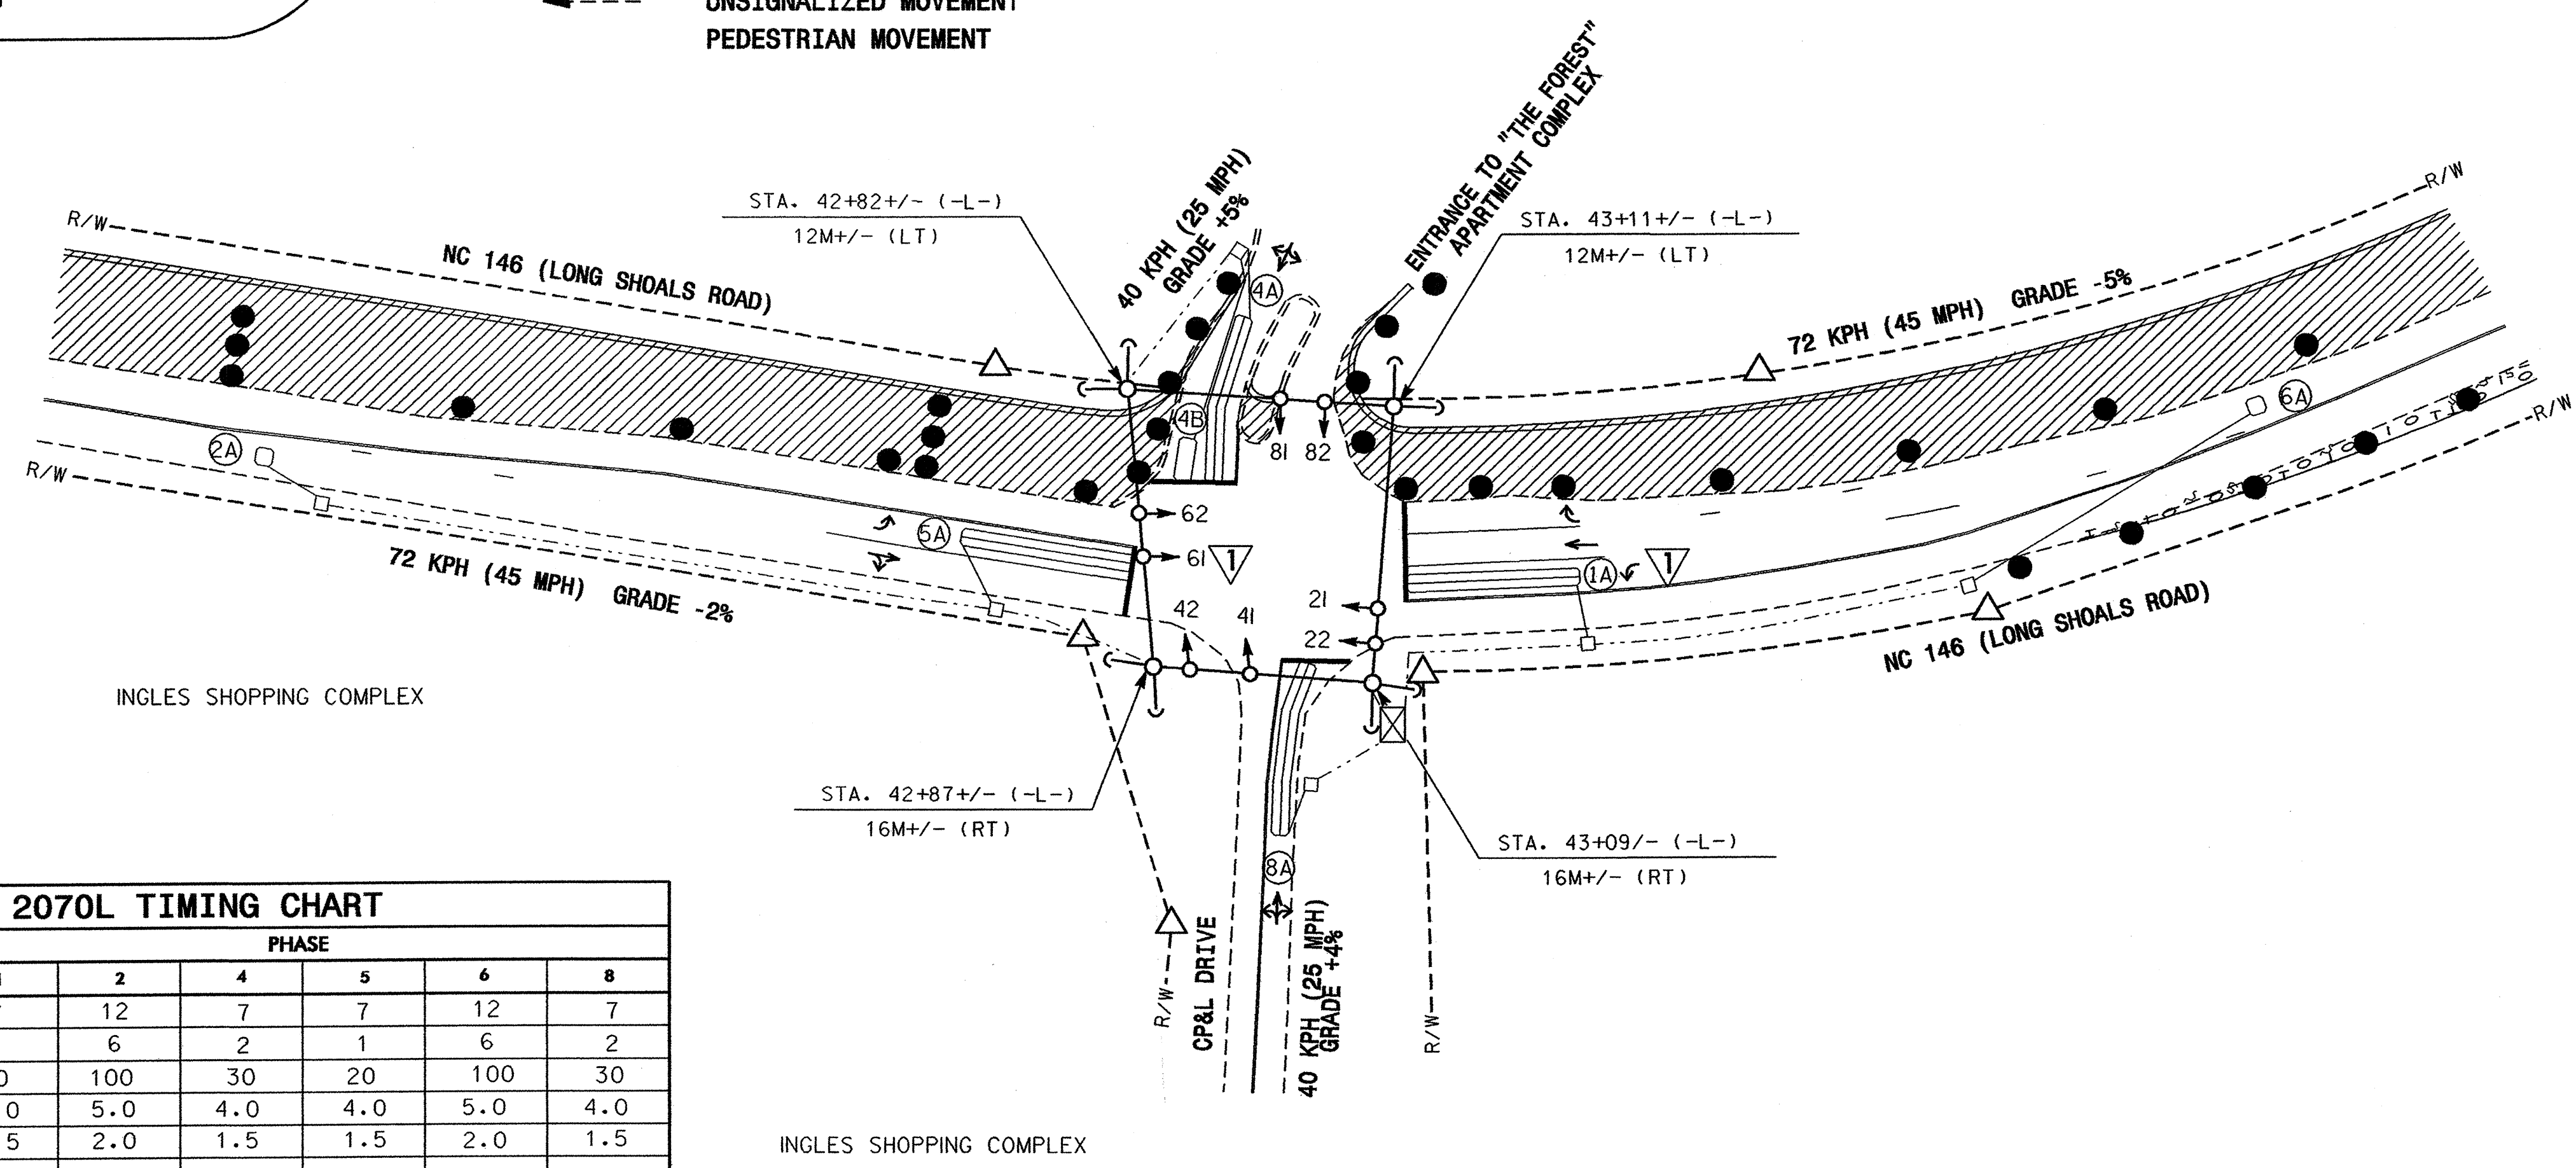 UNSIGNALIZED MOVEMENT
PEDESTRIAN MOVEMENT
ENTRANCE TO "THE FOREST"
APARTMENT COMPLEX
40 KPH (25 MPH)
GRADE +5%
STA. 42+82+/- (-L-)
12M+/- (LT)
STA. 43+11+/- (-L-)
12M+/- (LT)
R/W
R/W
NC 146 (LONG SHOALS ROAD)
72 KPH (45 MPH) GRADE -5%
4A
4B
81 82
6A
R/W
2A
R/W
62
5A
61
1
1A
1
72 KPH (45 MPH) GRADE -2%
42
41
21
22
NC 146 (LONG SHOALS ROAD)
INGLES SHOPPING COMPLEX
STA. 42+87+/- (-L-)
16M+/- (RT)
STA. 43+09/- (-L-)
16M+/- (RT)
8A
R/W
CP&L DRIVE
40 KPH (25 MPH)
GRADE +4%
R/W
INGLES SHOPPING COMPLEX
2070L TIMING CHART
PHASE
2 4 5 6 8
12 7 7 12 7
6 2 1 6 2
0 100 30 20 100 30
0 5.0 4.0 4.0 5.0 4.0
5 2.0 1.5 1.5 2.0 1.5